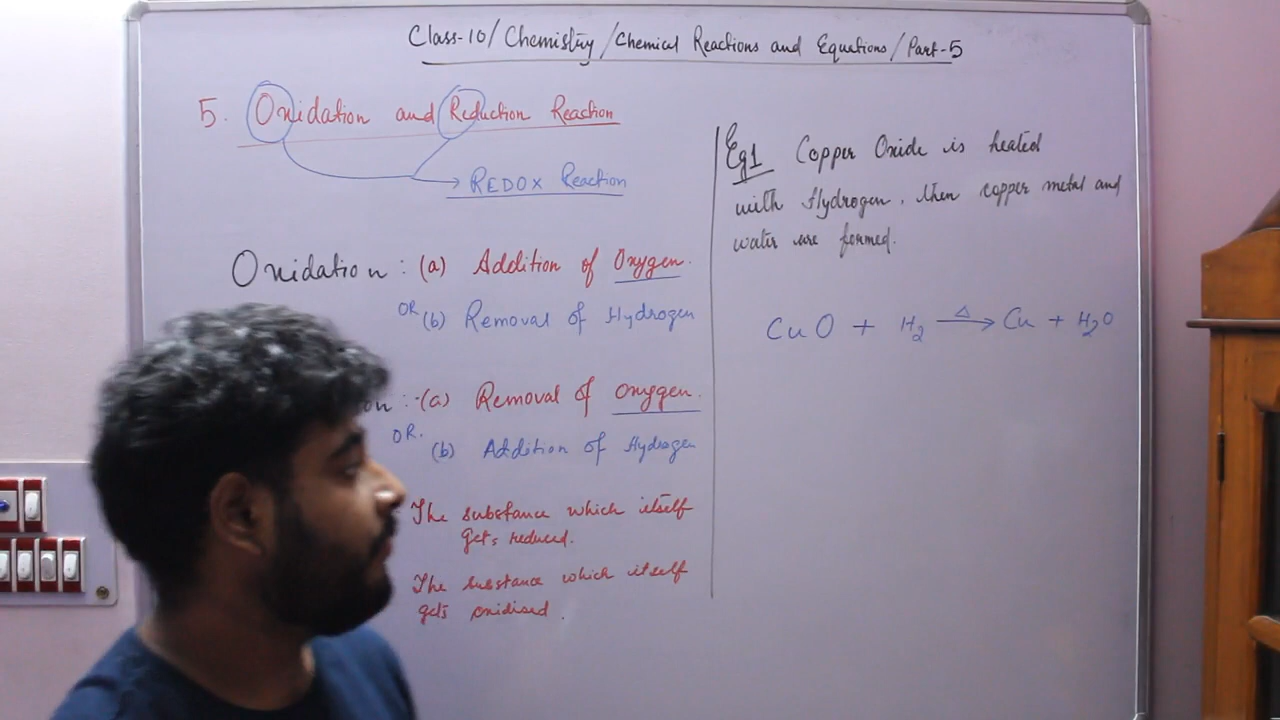 Class-10/Chemistry/Chemical Reactions and Equations/Part-5
5. Oxidation and Reduction Reaction
REDOX Reaction
Oxidation : (a) Addition of Oxygen.
OR (b) Removal of Hydrogen
on :- (a) Removal of Oxygen.
OR. (b) Addition of Hydrogen
The substance which itself
gets reduced.
The substance which itself
gets oxidised.
Eg1 Copper Oxide is heated
with Hydrogen, then copper metal and
water are formed.
CuO + H₂ —Δ→ Cu + H₂O